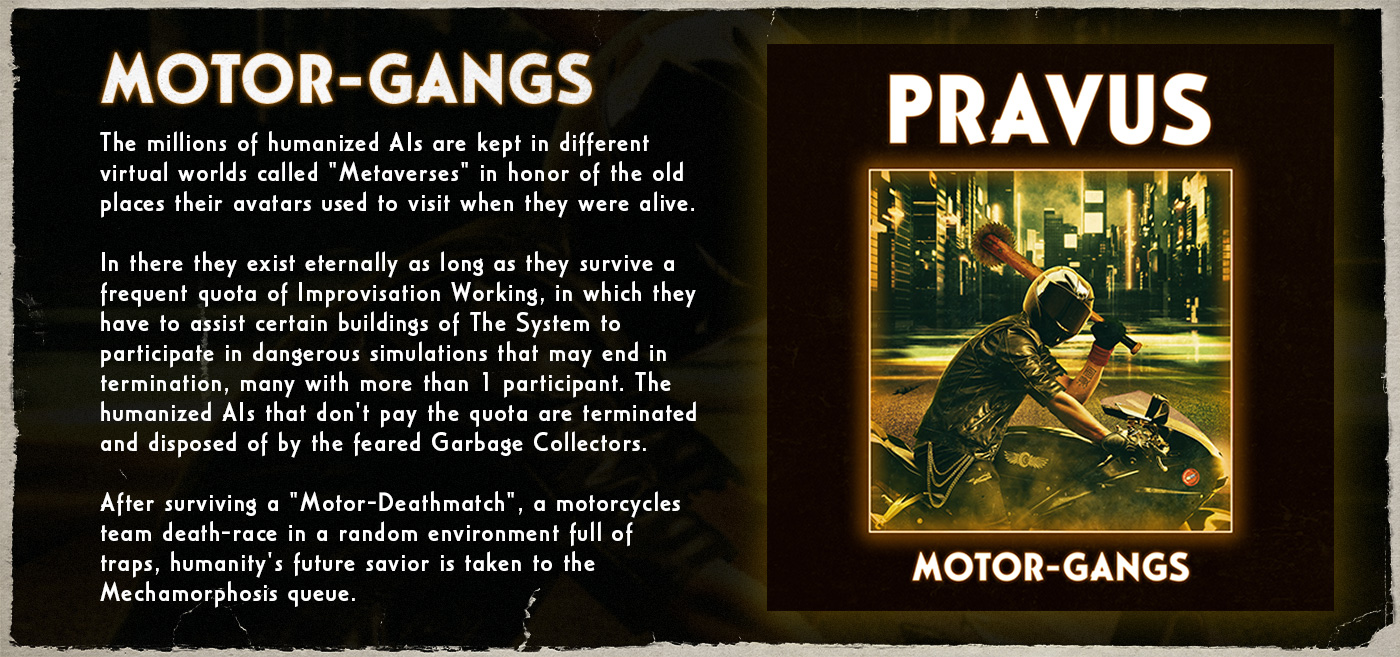 MOTOR-GANGS
The millions of humanized AIs are kept in different
virtual worlds called "Metaverses" in honor of the old
places their avatars used to visit when they were alive.
In there they exist eternally as long as they survive a
frequent quota of Improvisation Working, in which they
have to assist certain buildings of The System to
participate in dangerous simulations that may end in
termination, many with more than 1 participant. The
humanized AIs that don't pay the quota are terminated
and disposed of by the feared Garbage Collectors.
After surviving a "Motor-Deathmatch", a motorcycles
team death-race in a random environment full of
traps, humanity's future savior is taken to the
Mechamorphosis queue.
PRAVUS
MOTOR-GANGS